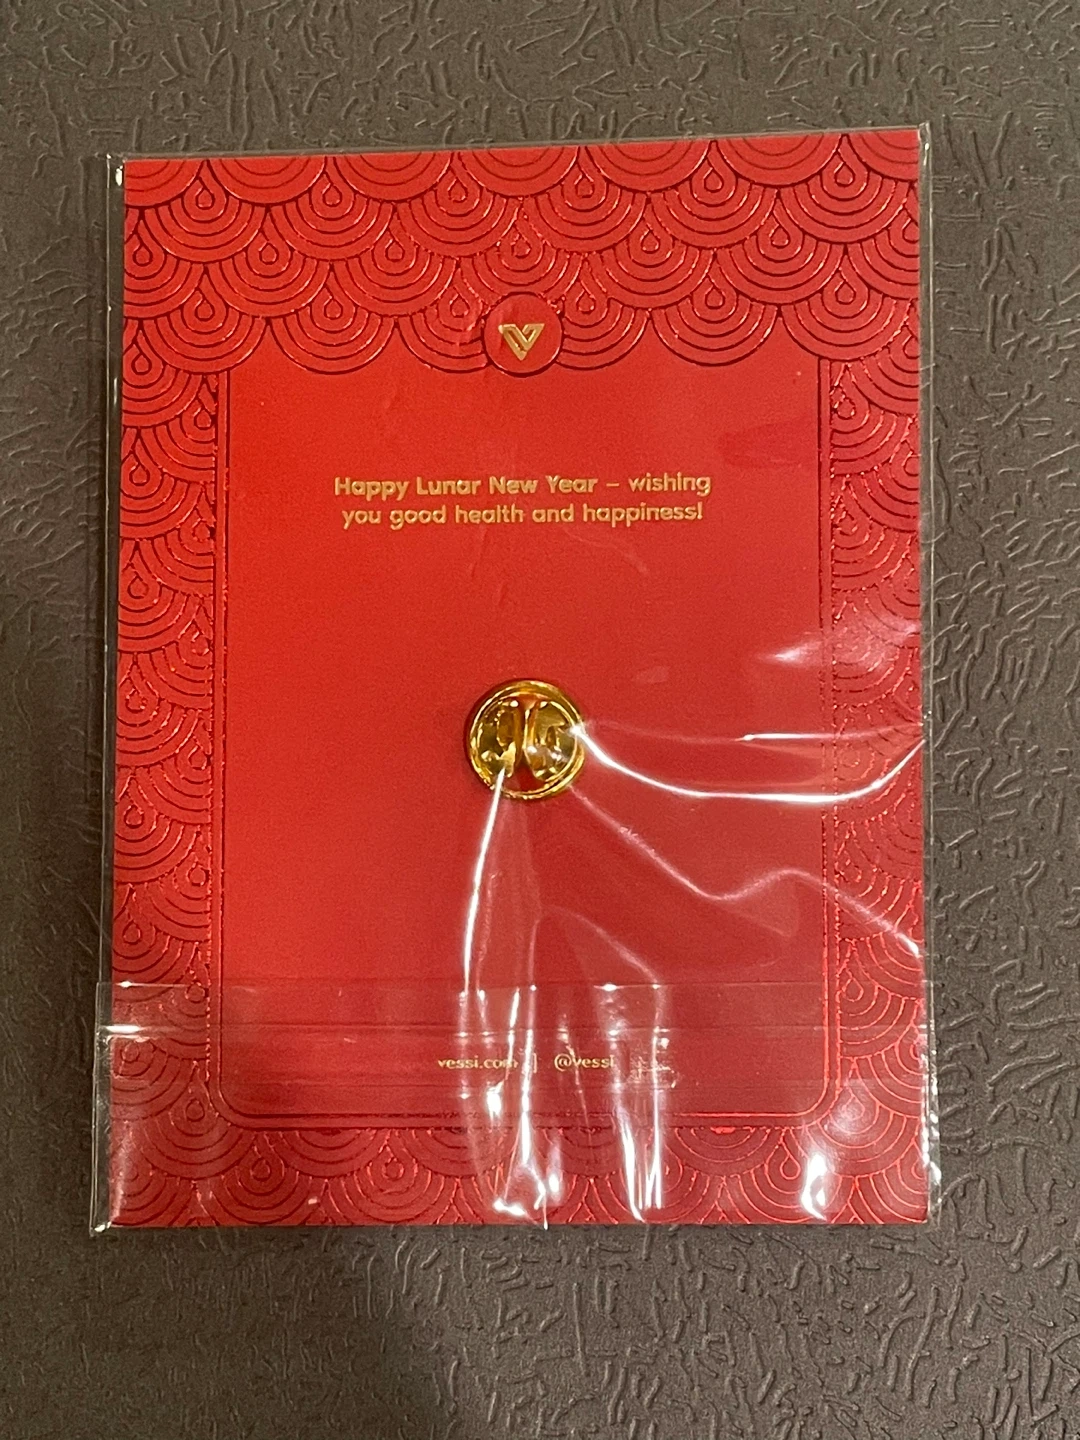 Happy Lunar New Year – wishing
you good health and happiness!
vessi.com | @vessi